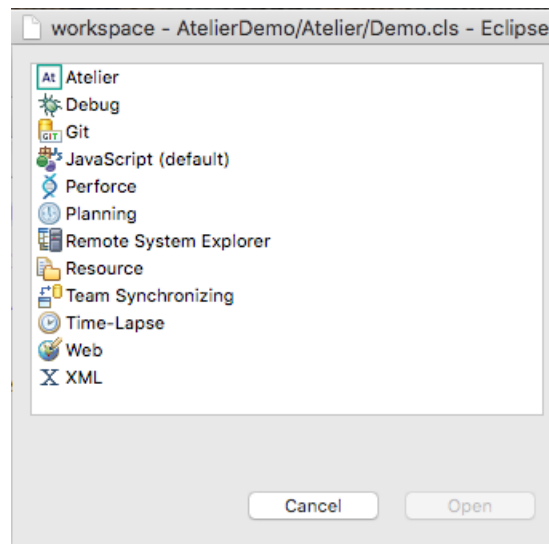 workspace - AtelierDemo/Atelier/Demo.cls - Eclipse
At Atelier
Debug
GIT Git
JavaScript (default)
Perforce
Planning
Remote System Explorer
Resource
Team Synchronizing
Time-Lapse
Web
X XML
Cancel Open